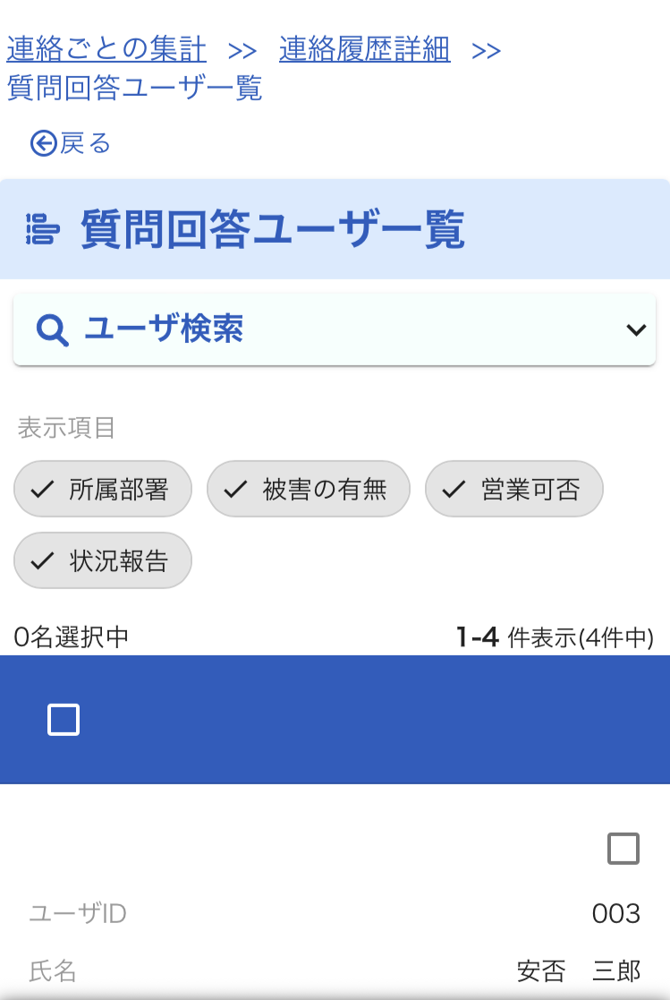 連絡ごとの集計 >> 連絡履歴詳細 >>
質問回答ユーザ一覧
戻る
質問回答ユーザ一覧
ユーザ検索
表示項目
所属部署 被害の有無 営業可否
状況報告
0名選択中 1-4 件表示(4件中)
ユーザID 003
氏名 安否　三郎